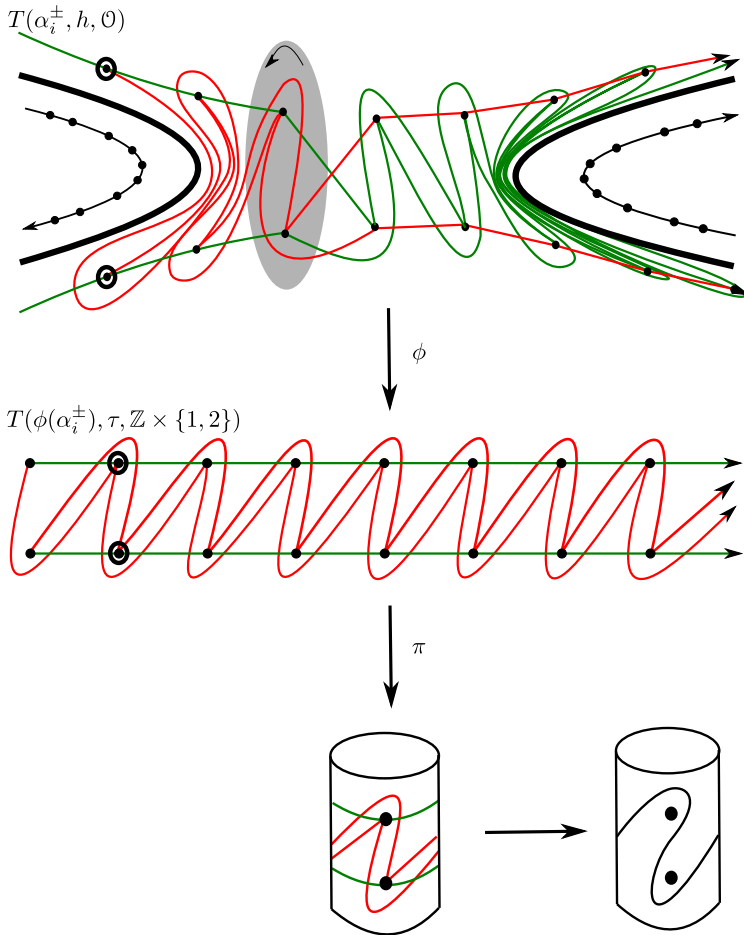 T(α_i^±, h, 𝒪)
ϕ
T(ϕ(α_i^±), τ, ℤ × {1, 2})
π